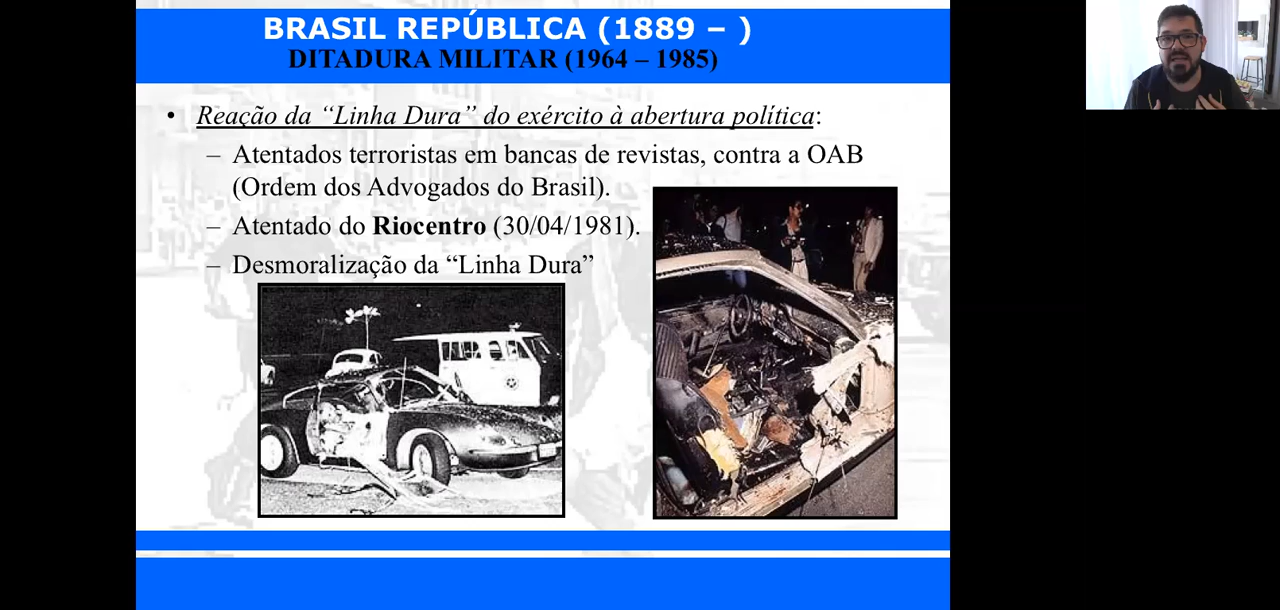 BRASIL REPÚBLICA (1889 – )
DITADURA MILITAR (1964 – 1985)
• Reação da “Linha Dura” do exército à abertura política:
– Atentados terroristas em bancas de revistas, contra a OAB
(Ordem dos Advogados do Brasil).
– Atentado do Riocentro (30/04/1981).
– Desmoralização da “Linha Dura”